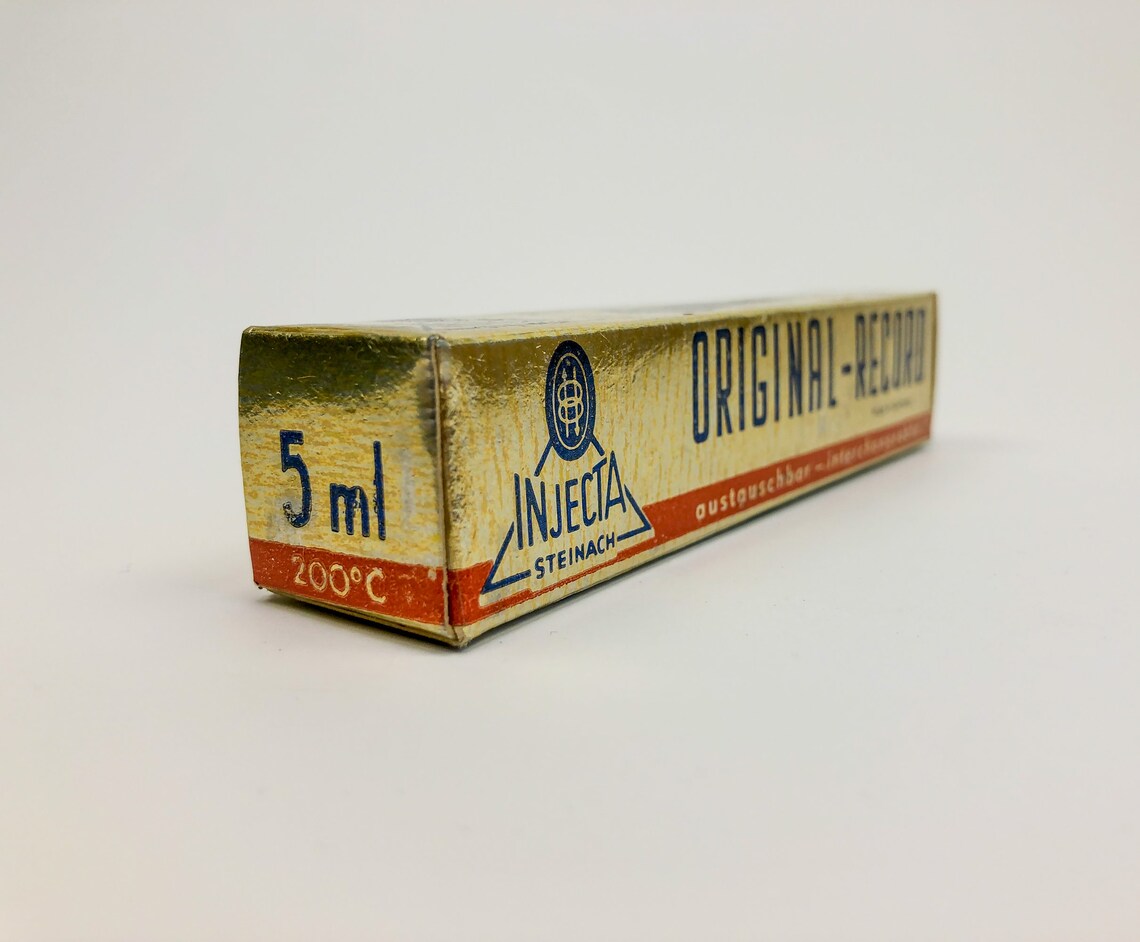 5 ml
200°C
INJECTA
STEINACH
ORIGINAL-RECORD
austauschbar – interchangeable